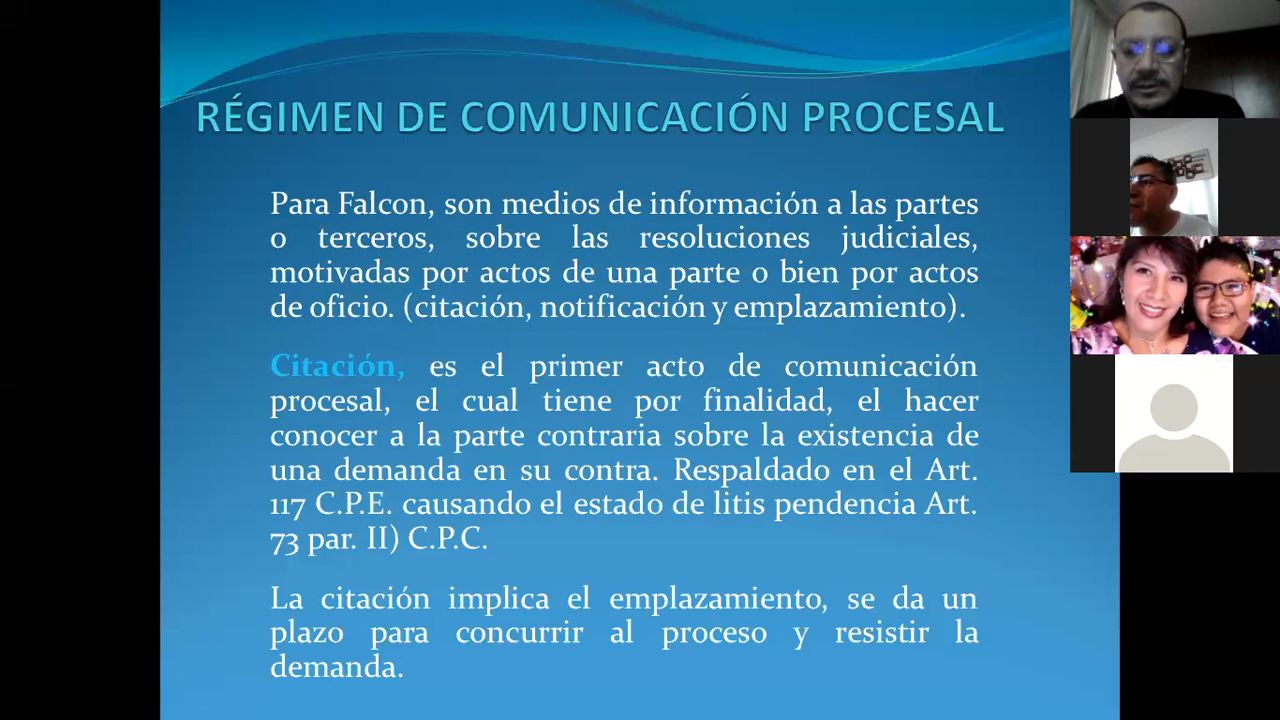 RÉGIMEN DE COMUNICACIÓN PROCESAL
Para Falcon, son medios de información a las partes
o terceros, sobre las resoluciones judiciales,
motivadas por actos de una parte o bien por actos
de oficio. (citación, notificación y emplazamiento).
Citación, es el primer acto de comunicación
procesal, el cual tiene por finalidad, el hacer
conocer a la parte contraria sobre la existencia de
una demanda en su contra. Respaldado en el Art.
117 C.P.E. causando el estado de litis pendencia Art.
73 par. II) C.P.C.
La citación implica el emplazamiento, se da un
plazo para concurrir al proceso y resistir la
demanda.